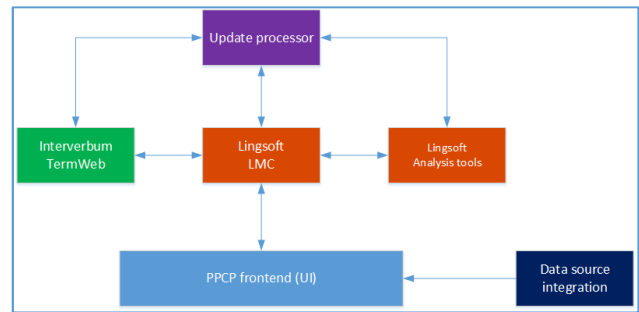 Update processor
Interverbum
TermWeb
Lingsoft
LMC
Lingsoft
Analysis tools
PPCP frontend (UI)
Data source
integration